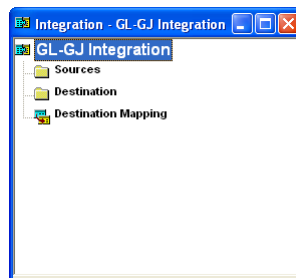 Integration - GL-GJ Integration
GL-GJ Integration
Sources
Destination
Destination Mapping